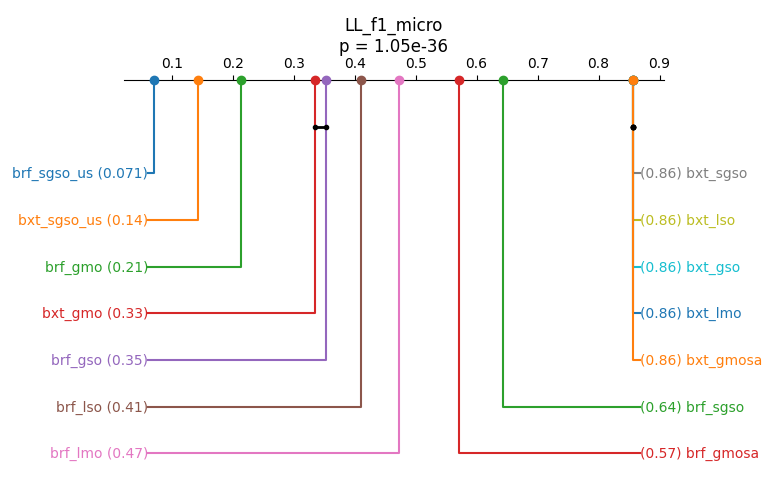 LL_f1_micro
p = 1.05e-36
0.1 0.2 0.3 0.4 0.5 0.6 0.7 0.8 0.9
brf_sgso_us (0.071) (0.86) bxt_sgso
bxt_sgso_us (0.14) (0.86) bxt_lso
brf_gmo (0.21) (0.86) bxt_gso
bxt_gmo (0.33) (0.86) bxt_lmo
brf_gso (0.35) (0.86) bxt_gmosa
brf_lso (0.41) (0.64) brf_sgso
brf_lmo (0.47) (0.57) brf_gmosa